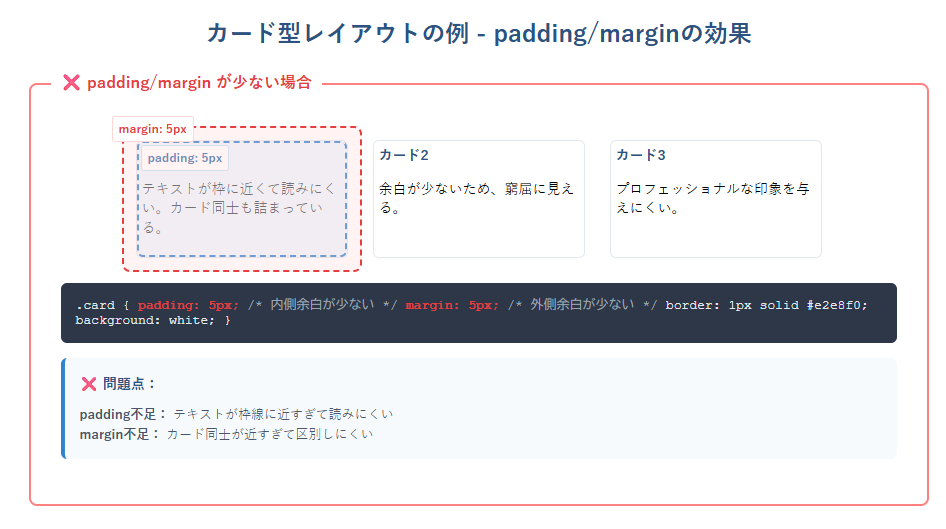 カード型レイアウトの例 - padding/marginの効果
❌ padding/margin が少ない場合
margin: 5px
padding: 5px
テキストが枠に近くて読みにく
い。カード同士も詰まってい
る。
カード2
余白が少ないため、窮屈に見え
る。
カード3
プロフェッショナルな印象を与
えにくい。
.card { padding: 5px; /* 内側余白が少ない */ margin: 5px; /* 外側余白が少ない */ border: 1px solid #e2e8f0;
background: white; }
❌ 問題点：
padding不足： テキストが枠線に近すぎて読みにくい
margin不足： カード同士が近すぎて区別しにくい